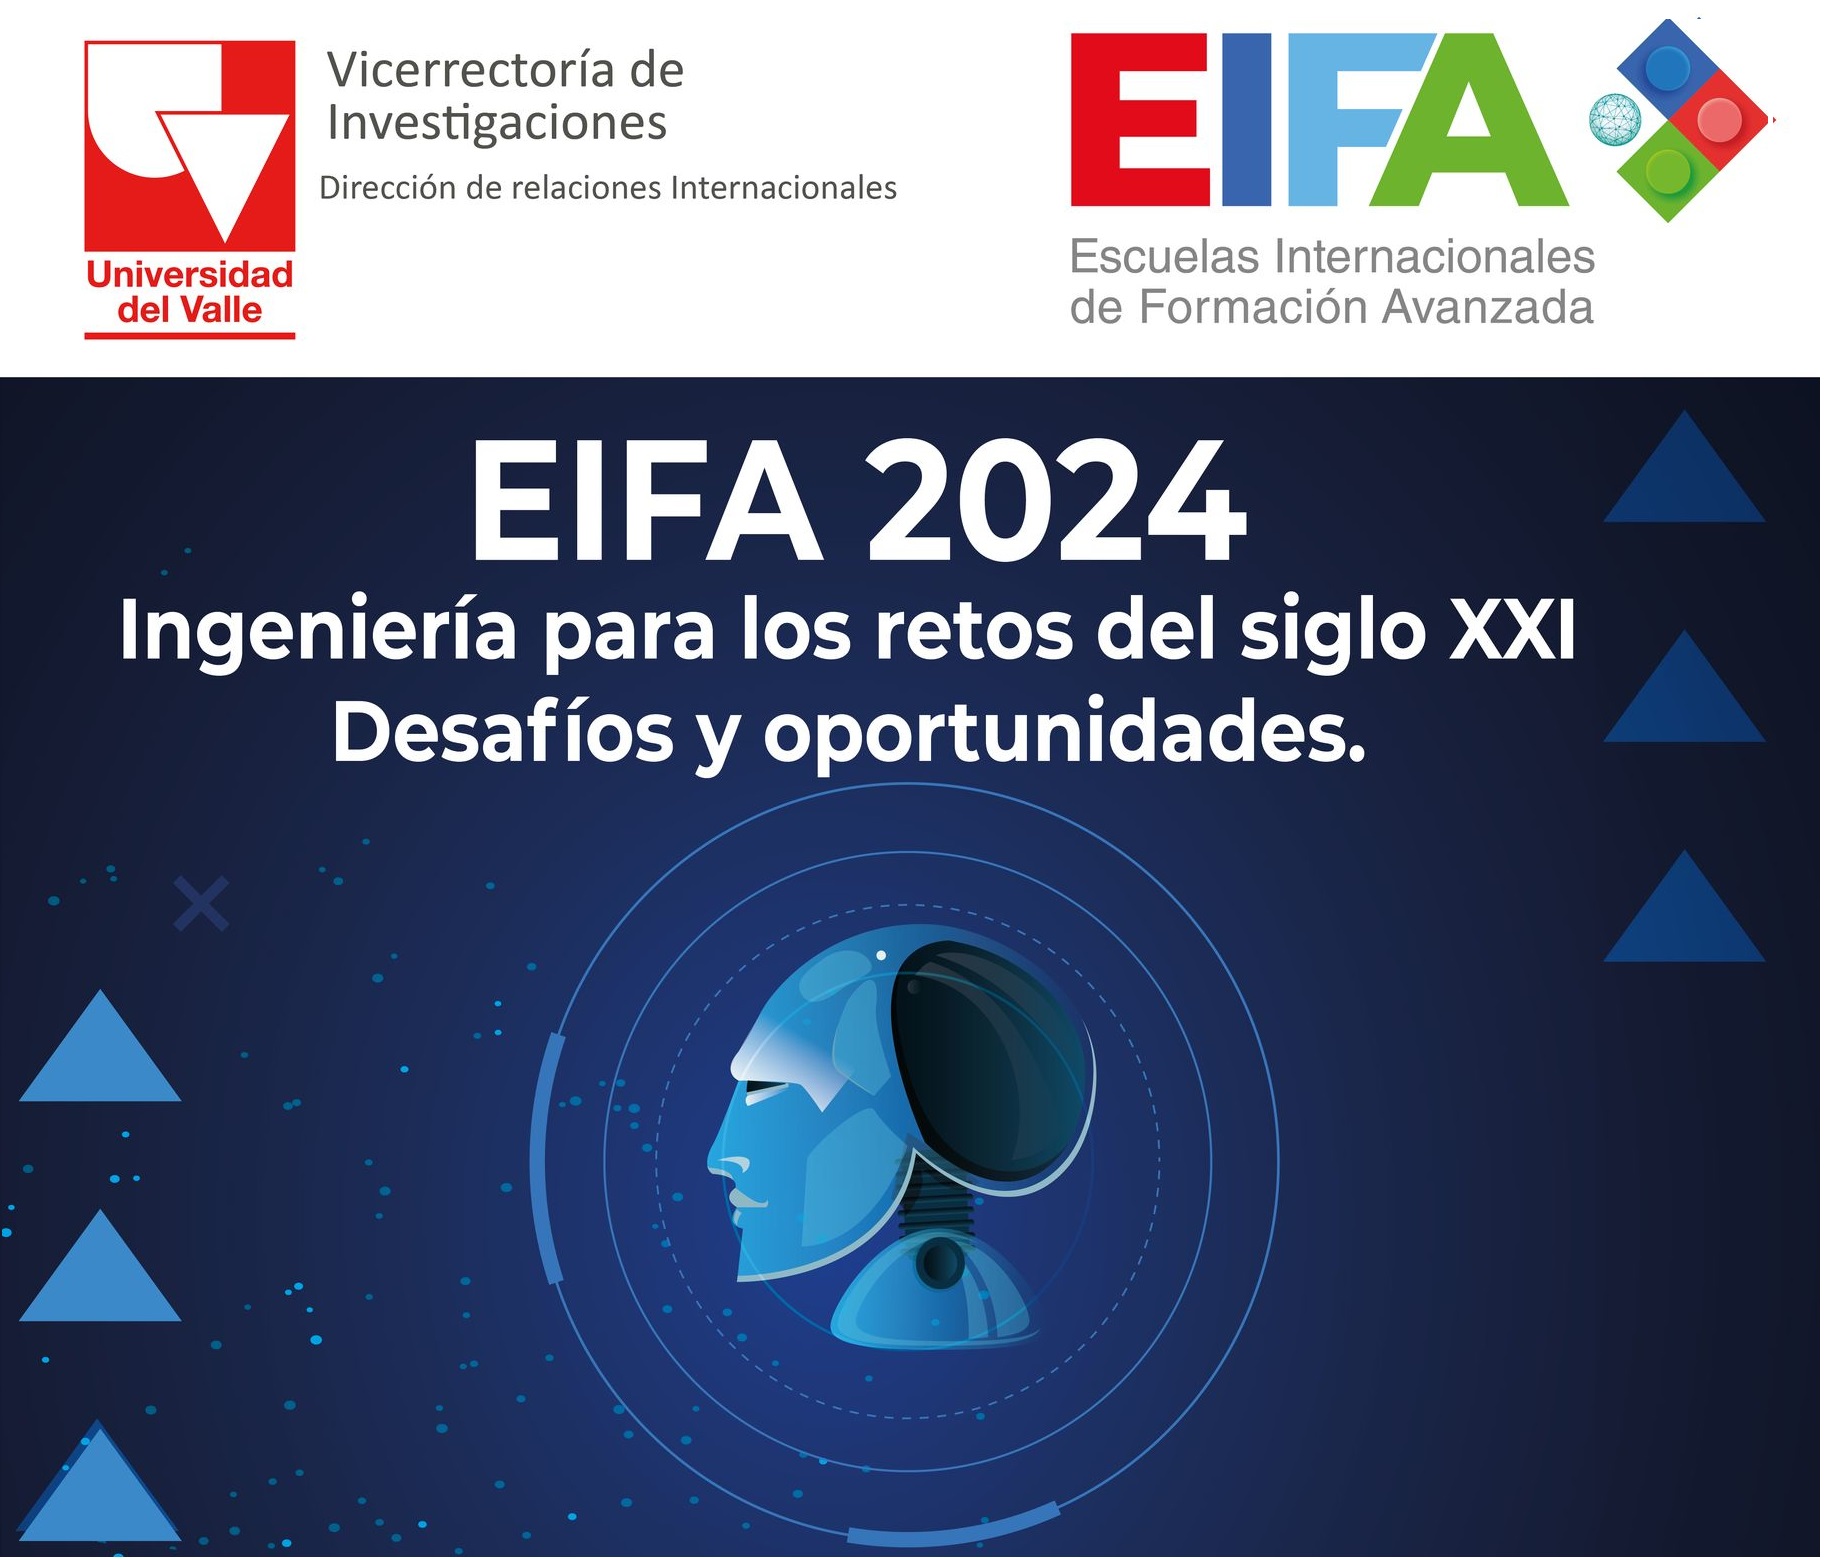 Vicerrectoría de
Investigaciones
Dirección de relaciones Internacionales
Universidad
del Valle
EIFA
Escuelas Internacionales
de Formación Avanzada
EIFA 2024
Ingeniería para los retos del siglo XXI
Desafíos y oportunidades.